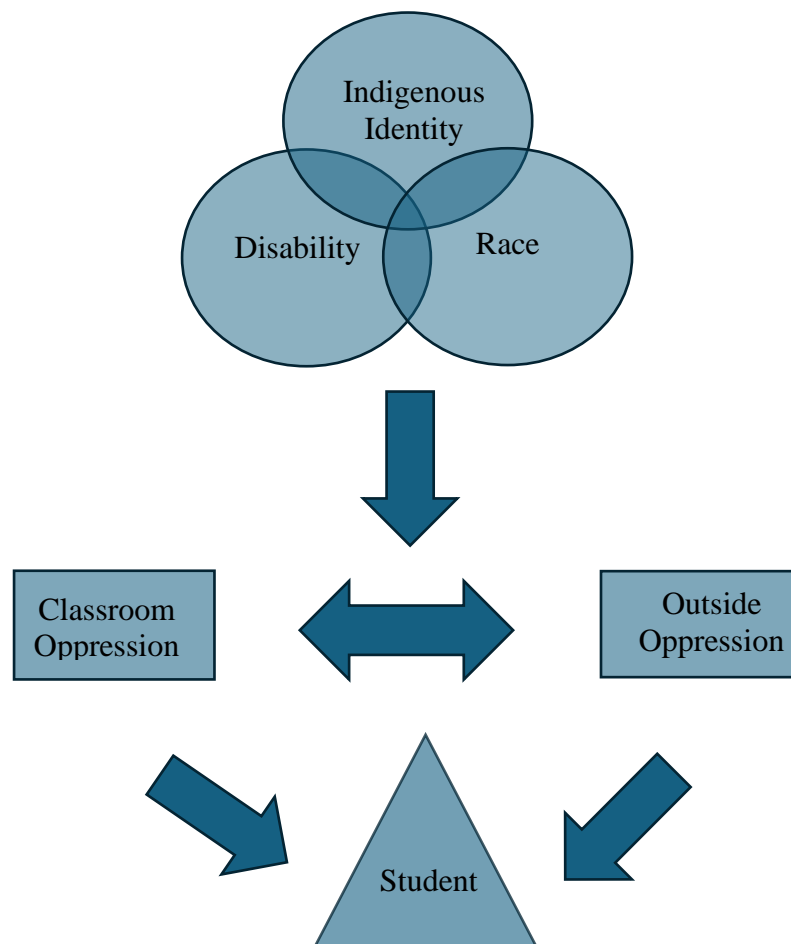 Indigenous
Identity
Disability
Race
Classroom
Oppression
Outside
Oppression
Student